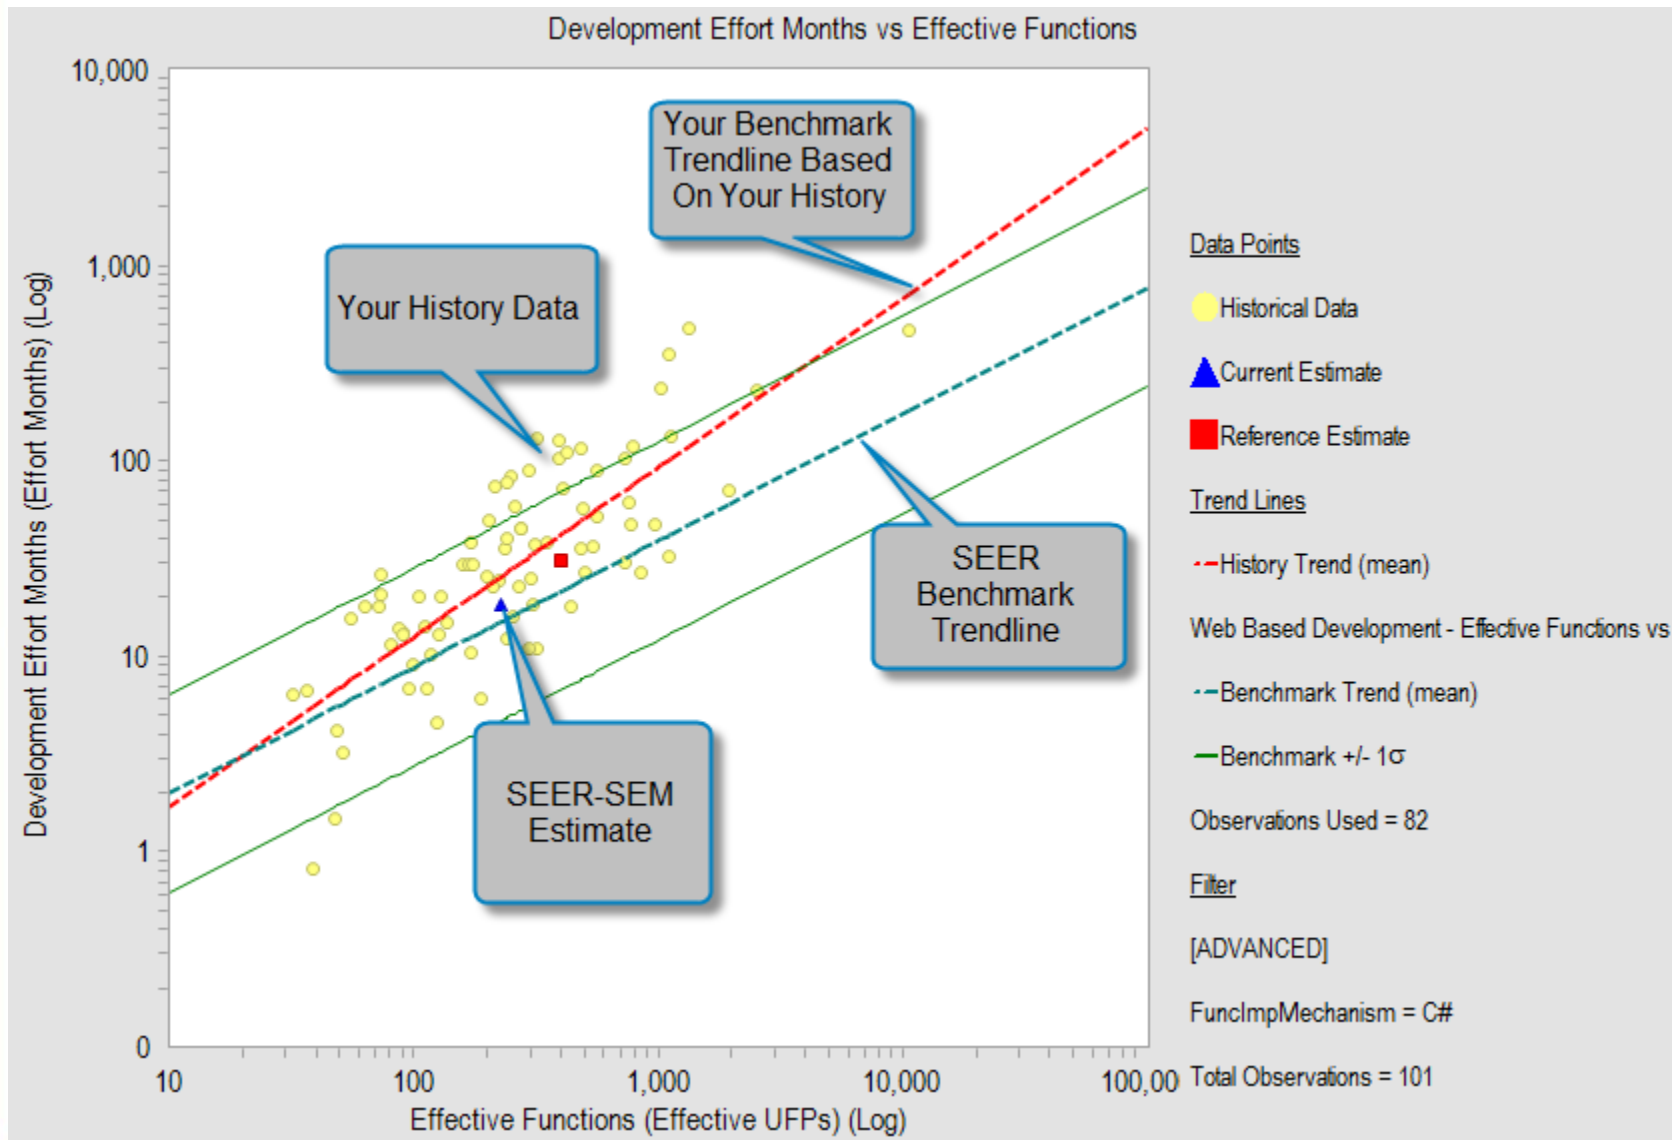 Development Effort Months vs Effective Functions
10,000
1,000
100
10
1
0
Development Effort Months (Effort Months) (Log)
Your Benchmark
Trendline Based
On Your History
Your History Data
SEER
Benchmark
Trendline
SEER-SEM
Estimate
10
100
1,000
10,000
100,00
Effective Functions (Effective UFPs) (Log)
Data Points
Historical Data
Current Estimate
Reference Estimate
Trend Lines
History Trend (mean)
Web Based Development - Effective Functions vs
Benchmark Trend (mean)
Benchmark +/- 1σ
Observations Used = 82
Filter
[ADVANCED]
FuncImpMechanism = C#
Total Observations = 101